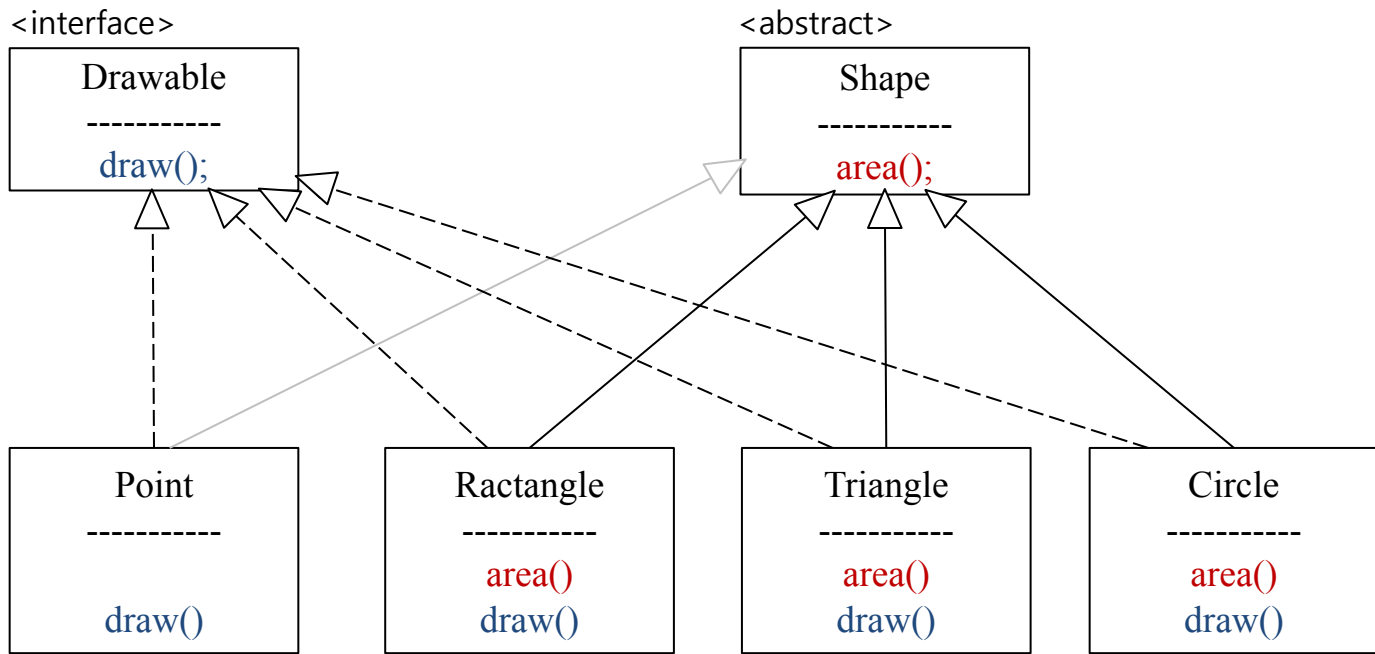 <interface>
Drawable
-----------
draw();
<abstract>
Shape
-----------
area();
Point
-----------
draw()
Ractangle
-----------
area()
draw()
Triangle
-----------
area()
draw()
Circle
-----------
area()
draw()